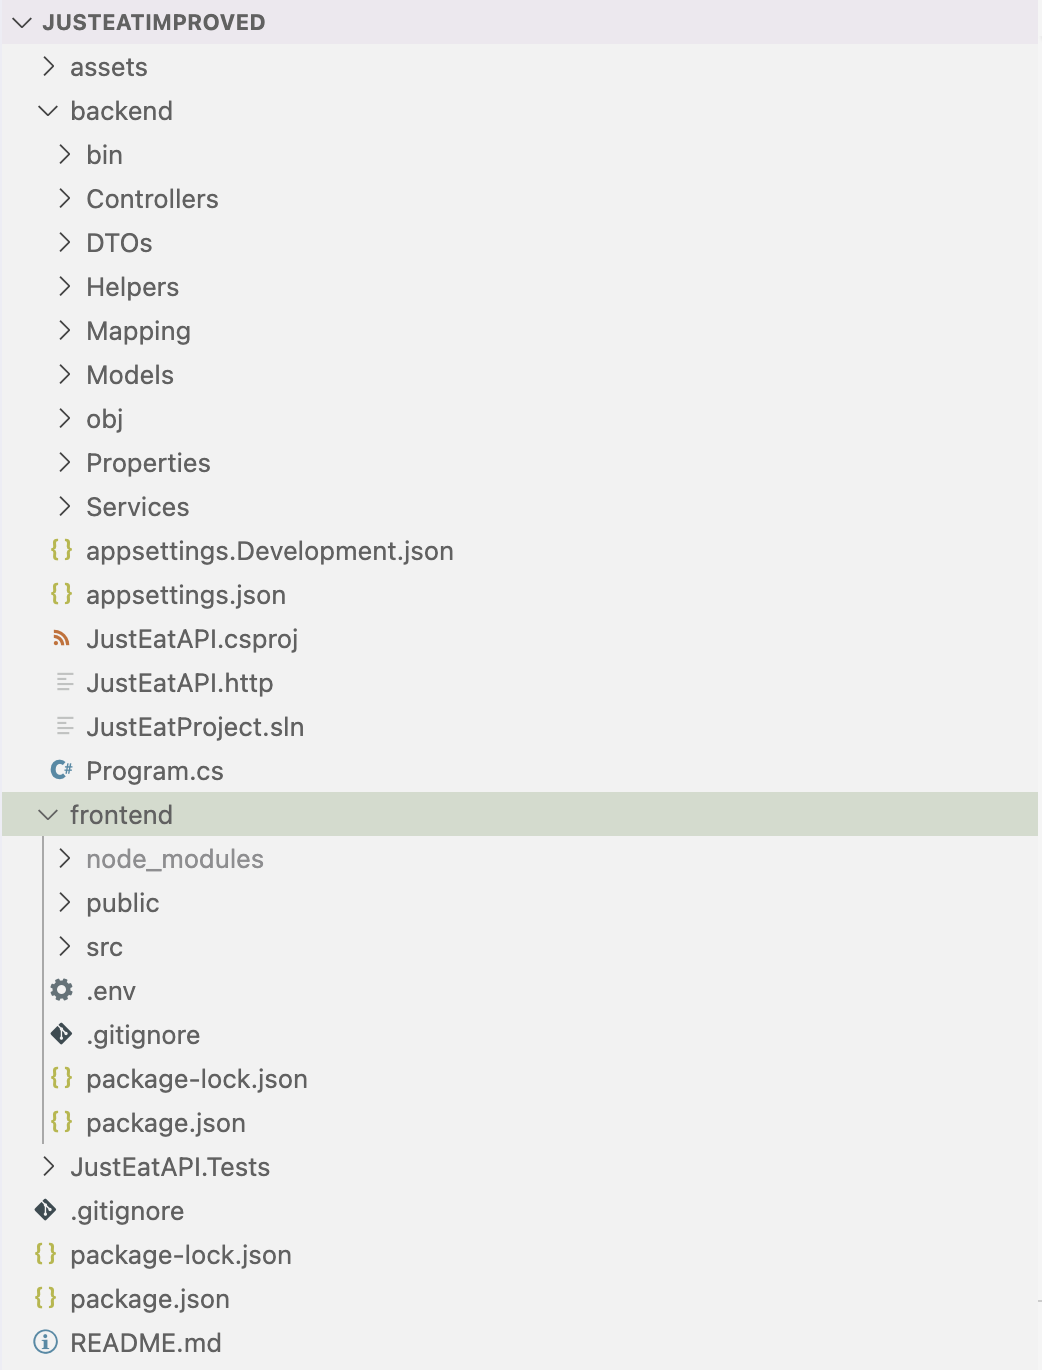 JUSTEATIMPROVED
assets
backend
bin
Controllers
DTOs
Helpers
Mapping
Models
obj
Properties
Services
{} appsettings.Development.json
{} appsettings.json
JustEatAPI.csproj
JustEatAPI.http
JustEatProject.sln
C# Program.cs
frontend
node_modules
public
src
.env
.gitignore
{} package-lock.json
{} package.json
JustEatAPI.Tests
.gitignore
{} package-lock.json
{} package.json
README.md